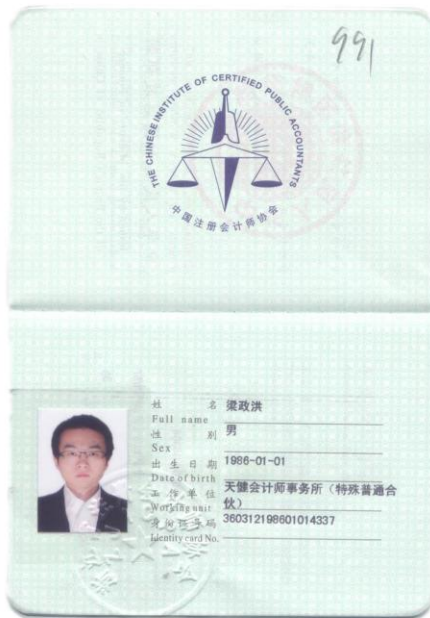 991
THE CHINESE INSTITUTE OF CERTIFIED PUBLIC ACCOUNTANTS
中国注册会计师协会
姓 名 梁政洪
Full name
性 别 男
Sex
出生日期 1986-01-01
Date of birth
工作单位 天健会计师事务所（特殊普通合
Working unit 伙）
身份证号码 360312198601014337
Identity card No.